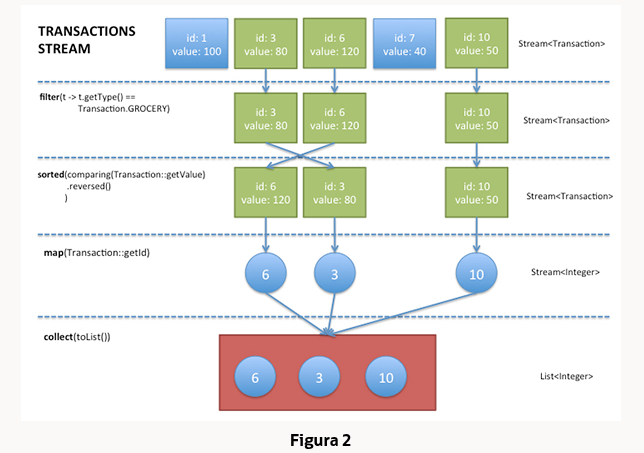 TRANSACTIONS
STREAM
id: 1
value: 100
id: 3
value: 80
id: 6
value: 120
id: 7
value: 40
id: 10
value: 50
Stream<Transaction>
filter(t -> t.getType() ==
Transaction.GROCERY)
id: 3
value: 80
id: 6
value: 120
id: 10
value: 50
Stream<Transaction>
sorted(comparing(Transaction::getValue)
.reversed()
)
id: 6
value: 120
id: 3
value: 80
id: 10
value: 50
Stream<Transaction>
map(Transaction::getId)
6
3
10
Stream<Integer>
collect(toList())
6
3
10
List<Integer>
Figura 2